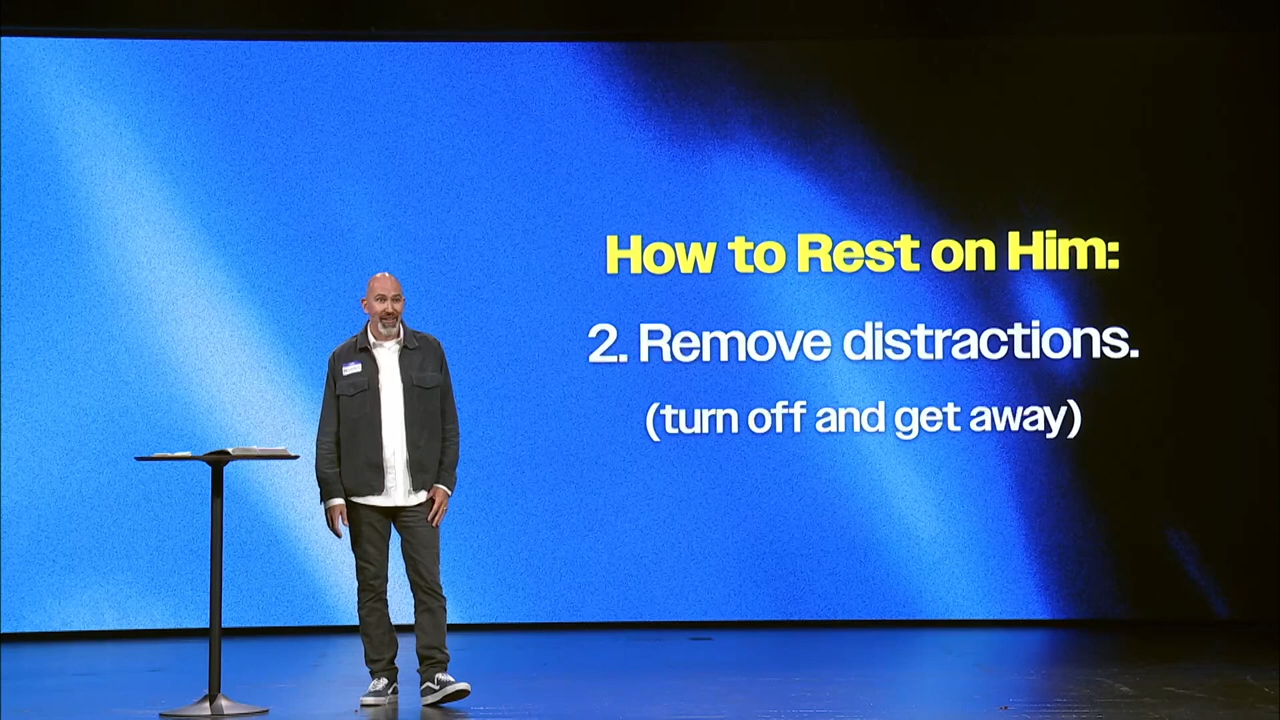 How to Rest on Him:
2. Remove distractions.
(turn off and get away)